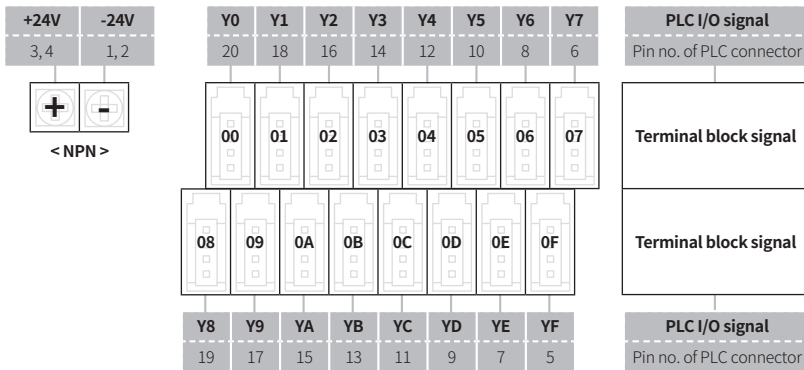 +24V -24V Y0 Y1 Y2 Y3 Y4 Y5 Y6 Y7 PLC I/O signal
3, 4 1, 2 20 18 16 14 12 10 8 6 Pin no. of PLC connector
+ -
00 01 02 03 04 05 06 07 Terminal block signal
< NPN >
08 09 0A 0B 0C 0D 0E 0F Terminal block signal
Y8 Y9 YA YB YC YD YE YF PLC I/O signal
19 17 15 13 11 9 7 5 Pin no. of PLC connector